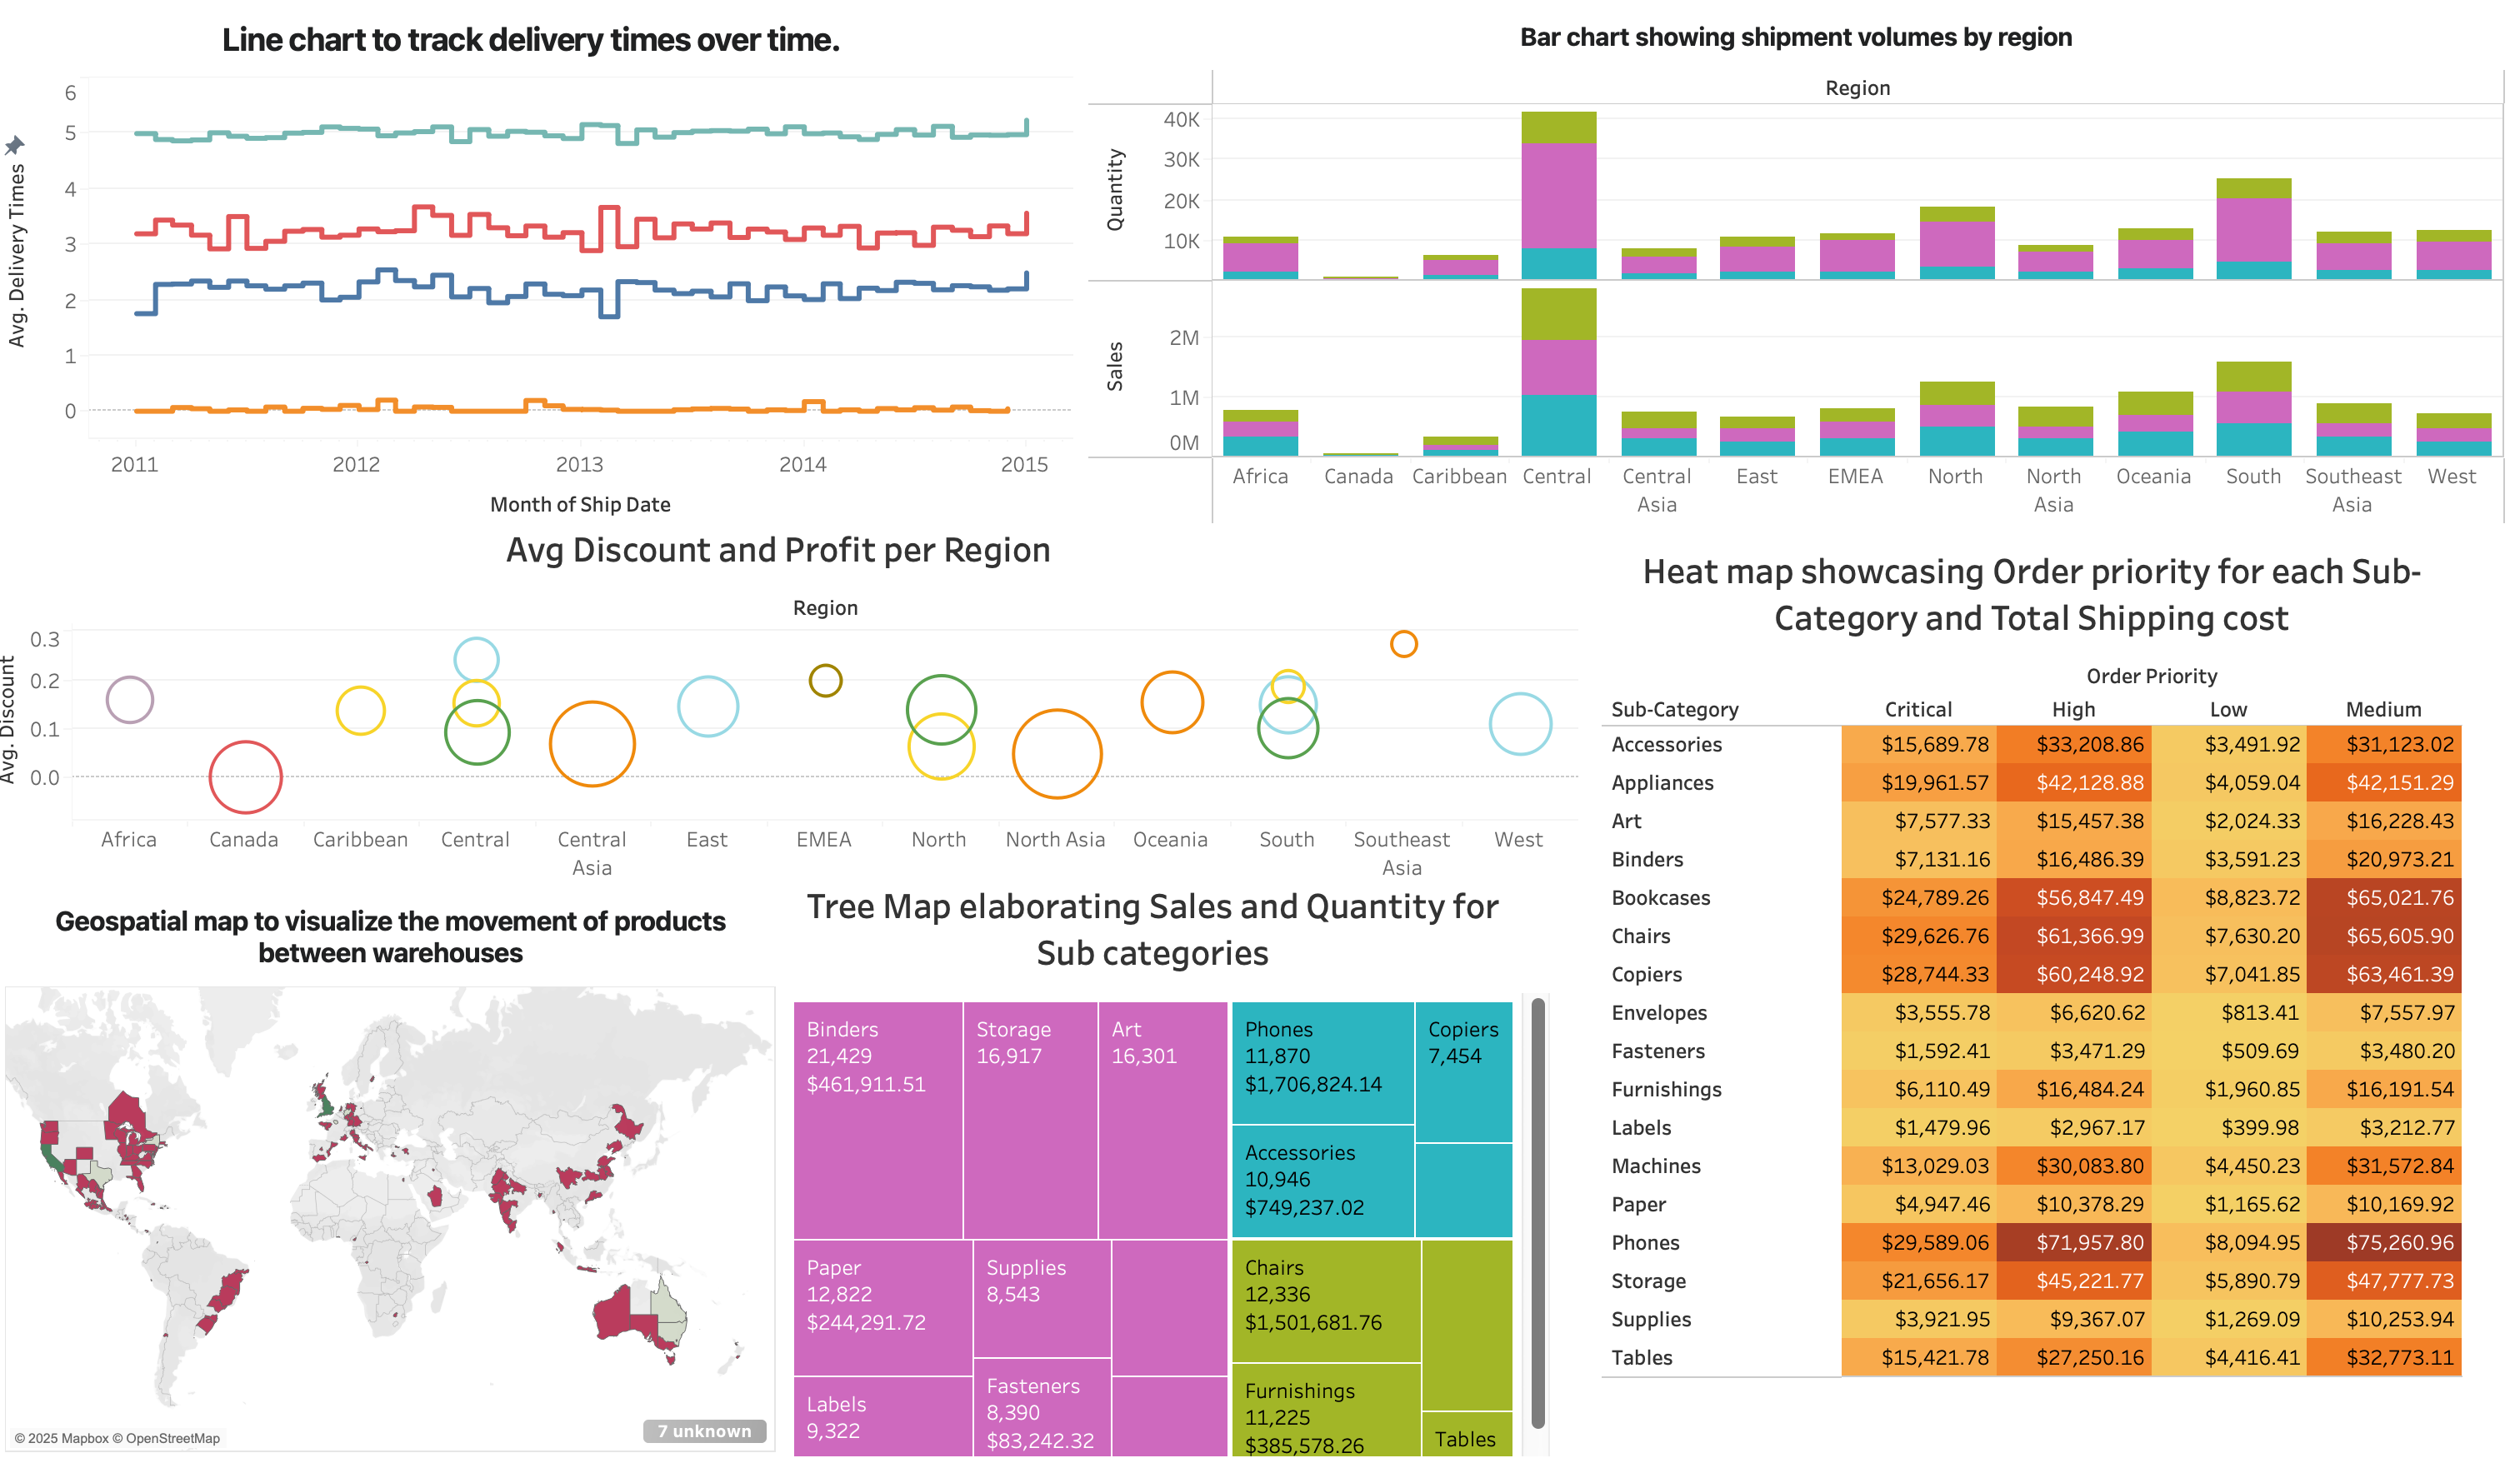 Line chart to track delivery times over time.
Avg. Delivery Times
6
5
4
3
2
1
0
2011 2012 2013 2014 2015
Month of Ship Date
Bar chart showing shipment volumes by region
Region
Quantity
40K
30K
20K
10K
Sales
2M
1M
0M
Africa Canada Caribbean Central Central Asia East EMEA North North Asia Oceania South Southeast Asia West
Avg Discount and Profit per Region
Region
Avg. Discount
0.3
0.2
0.1
0.0
Africa Canada Caribbean Central Central Asia East EMEA North North Asia Oceania South Southeast Asia West
Heat map showcasing Order priority for each Sub-
Category and Total Shipping cost
Order Priority
Sub-Category Critical High Low Medium
Accessories $15,689.78 $33,208.86 $3,491.92 $31,123.02
Appliances $19,961.57 $42,128.88 $4,059.04 $42,151.29
Art $7,577.33 $15,457.38 $2,024.33 $16,228.43
Binders $7,131.16 $16,486.39 $3,591.23 $20,973.21
Bookcases $24,789.26 $56,847.49 $8,823.72 $65,021.76
Chairs $29,626.76 $61,366.99 $7,630.20 $65,605.90
Copiers $28,744.33 $60,248.92 $7,041.85 $63,461.39
Envelopes $3,555.78 $6,620.62 $813.41 $7,557.97
Fasteners $1,592.41 $3,471.29 $509.69 $3,480.20
Furnishings $6,110.49 $16,484.24 $1,960.85 $16,191.54
Labels $1,479.96 $2,967.17 $399.98 $3,212.77
Machines $13,029.03 $30,083.80 $4,450.23 $31,572.84
Paper $4,947.46 $10,378.29 $1,165.62 $10,169.92
Phones $29,589.06 $71,957.80 $8,094.95 $75,260.96
Storage $21,656.17 $45,221.77 $5,890.79 $47,777.73
Supplies $3,921.95 $9,367.07 $1,269.09 $10,253.94
Tables $15,421.78 $27,250.16 $4,416.41 $32,773.11
Geospatial map to visualize the movement of products
between warehouses
© 2025 Mapbox © OpenStreetMap
7 unknown
Tree Map elaborating Sales and Quantity for
Sub categories
Binders
21,429
$461,911.51
Storage
16,917
Art
16,301
Phones
11,870
$1,706,824.14
Copiers
7,454
Accessories
10,946
$749,237.02
Paper
12,822
$244,291.72
Supplies
8,543
Chairs
12,336
$1,501,681.76
Labels
9,322
Fasteners
8,390
$83,242.32
Furnishings
11,225
$385,578.26
Tables